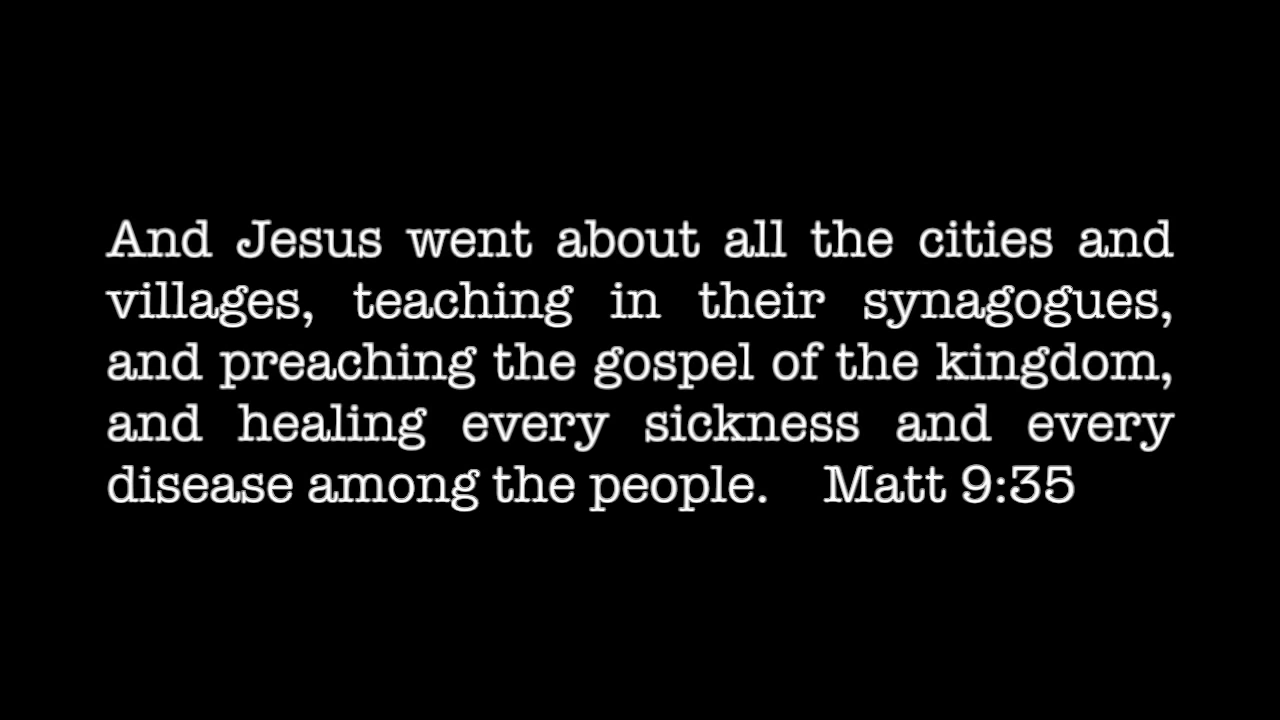 And Jesus went about all the cities and
villages, teaching in their synagogues,
and preaching the gospel of the kingdom,
and healing every sickness and every
disease among the people. Matt 9:35